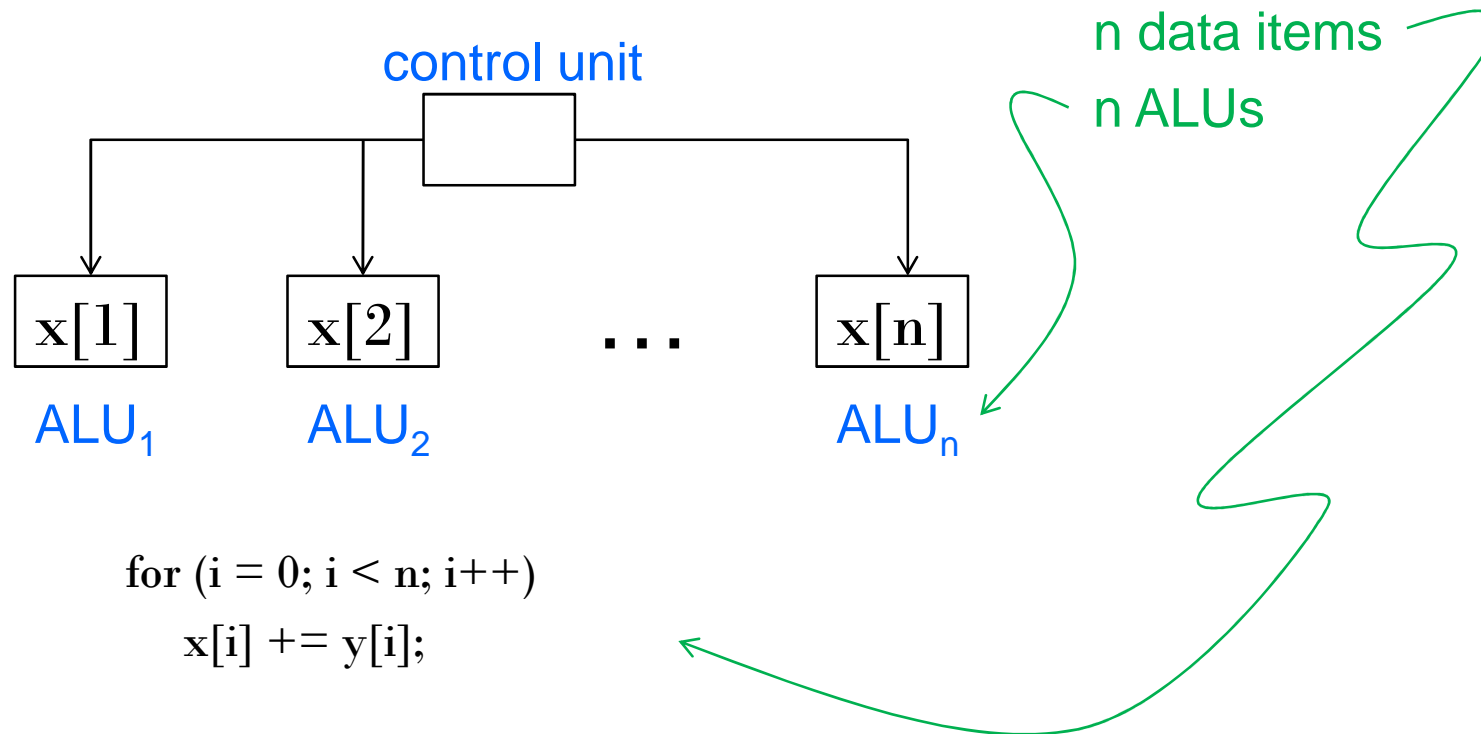 n data items
control unit
n ALUs
x[1] x[2] ... x[n]
ALU₁ ALU₂ ALUₙ
for (i = 0; i < n; i++)
x[i] += y[i];